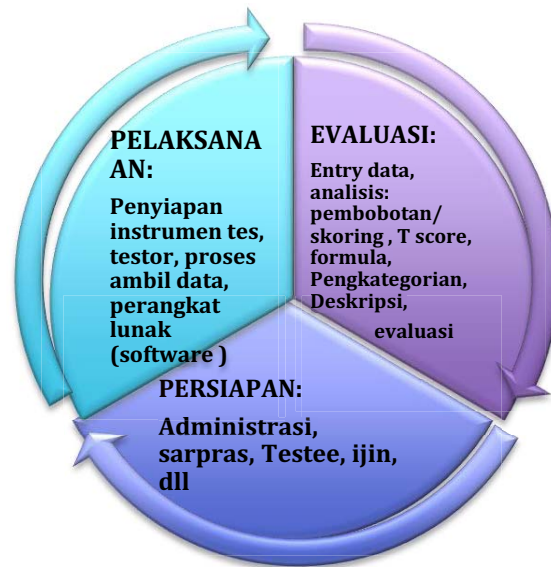 PELAKSANA
AN:
Penyiapan
instrumen tes,
testor, proses
ambil data,
perangkat
lunak
(software )
EVALUASI:
Entry data,
analisis:
pembobotan/
skoring , T score,
formula,
Pengkategorian,
Deskripsi,
evaluasi
PERSIAPAN:
Administrasi,
sarpras, Testee, ijin,
dll